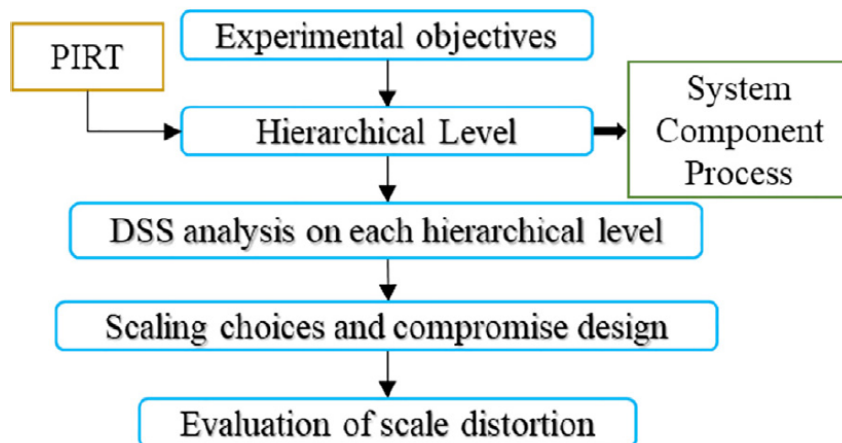 Experimental objectives
PIRT
Hierarchical Level
System
Component
Process
DSS analysis on each hierarchical level
Scaling choices and compromise design
Evaluation of scale distortion